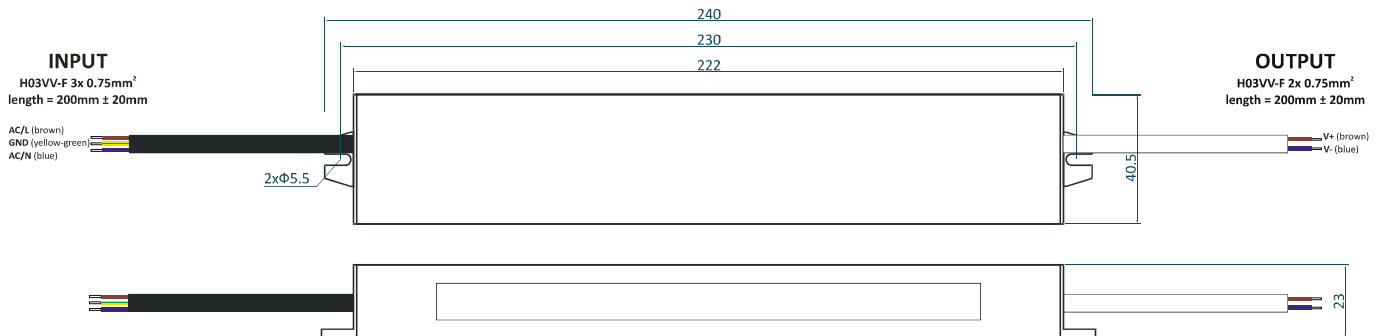 240
230
222
INPUT
H03VV-F 3x 0.75mm²
length = 200mm ± 20mm
OUTPUT
H03VV-F 2x 0.75mm²
length = 200mm ± 20mm
AC/L (brown)
GND (yellow-green)
AC/N (blue)
V+ (brown)
V- (blue)
2xΦ5.5
40.5
23